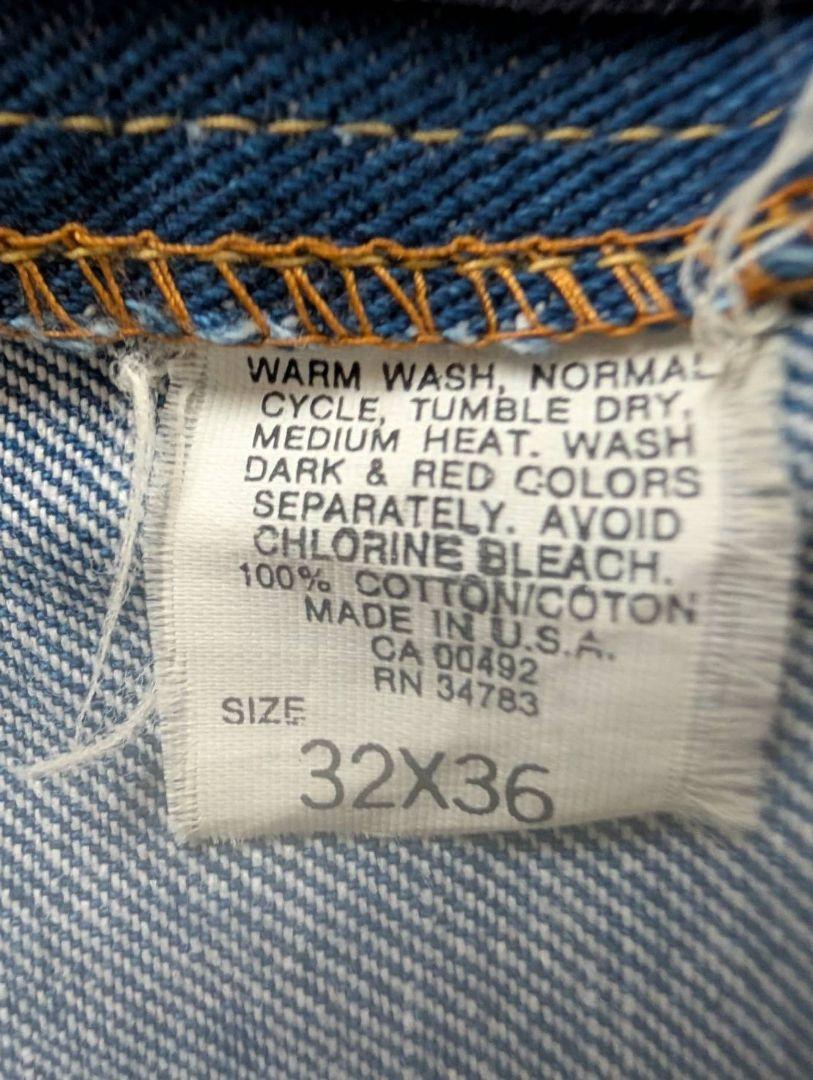 WARM WASH, NORMAL
CYCLE, TUMBLE DRY,
MEDIUM HEAT. WASH
DARK & RED COLORS
SEPARATELY. AVOID
CHLORINE BLEACH.
100% COTTON/COTON
MADE IN U.S.A.
CA 00492
RN 34783
SIZE
32X36